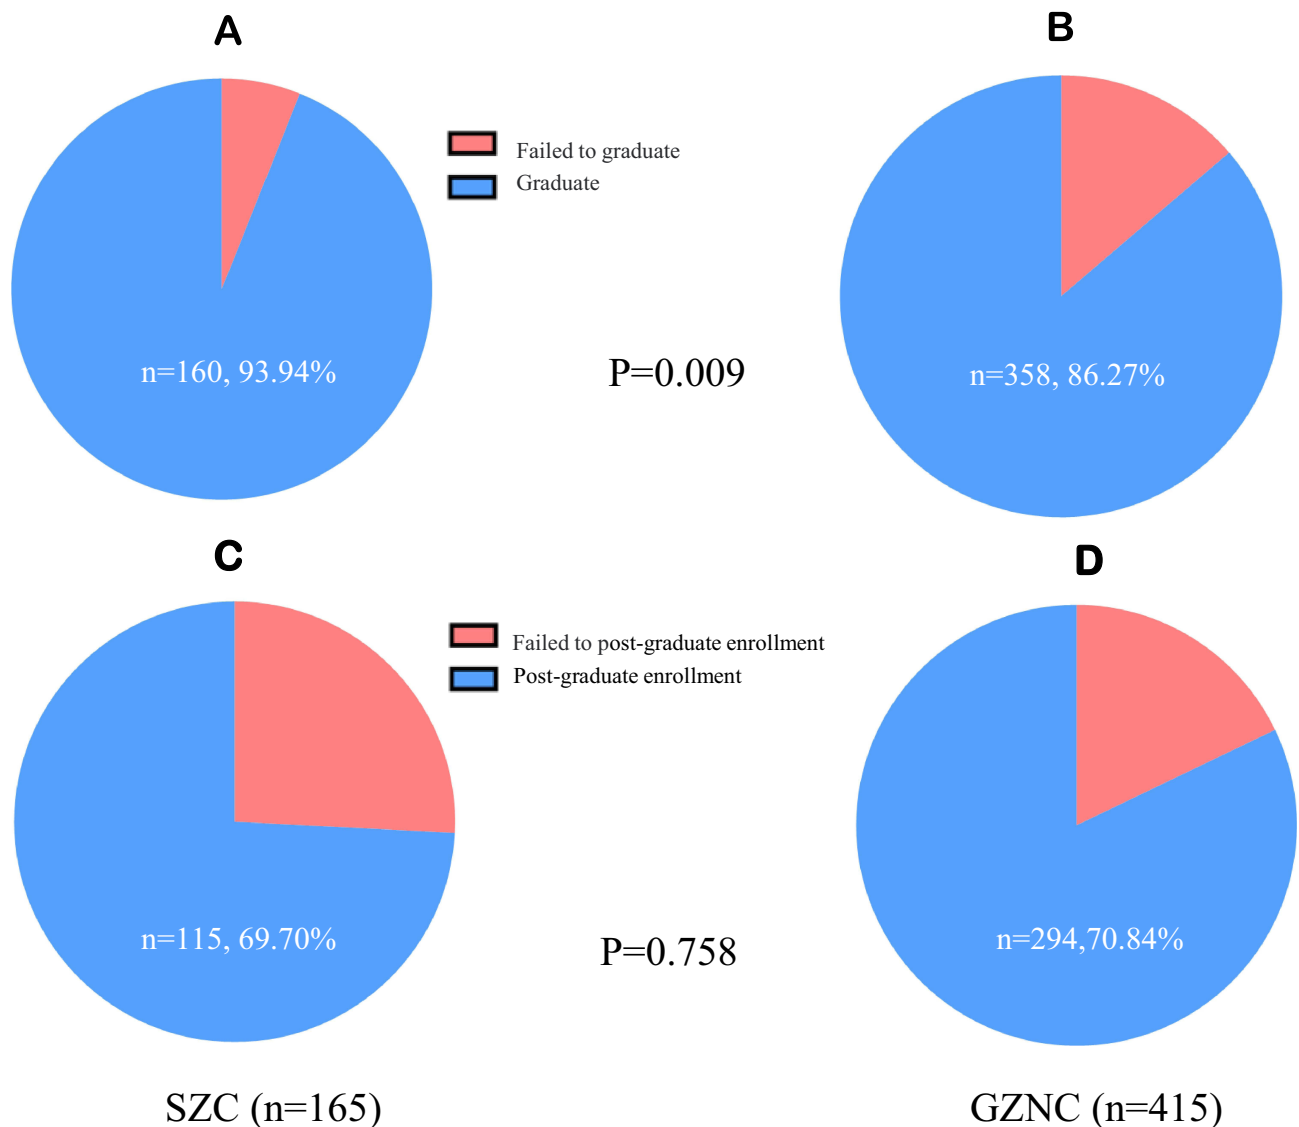 A
B
Failed to graduate
Graduate
n=160, 93.94%
P=0.009
n=358, 86.27%
C
D
Failed to post-graduate enrollment
Post-graduate enrollment
n=115, 69.70%
P=0.758
n=294,70.84%
SZC (n=165)
GZNC (n=415)